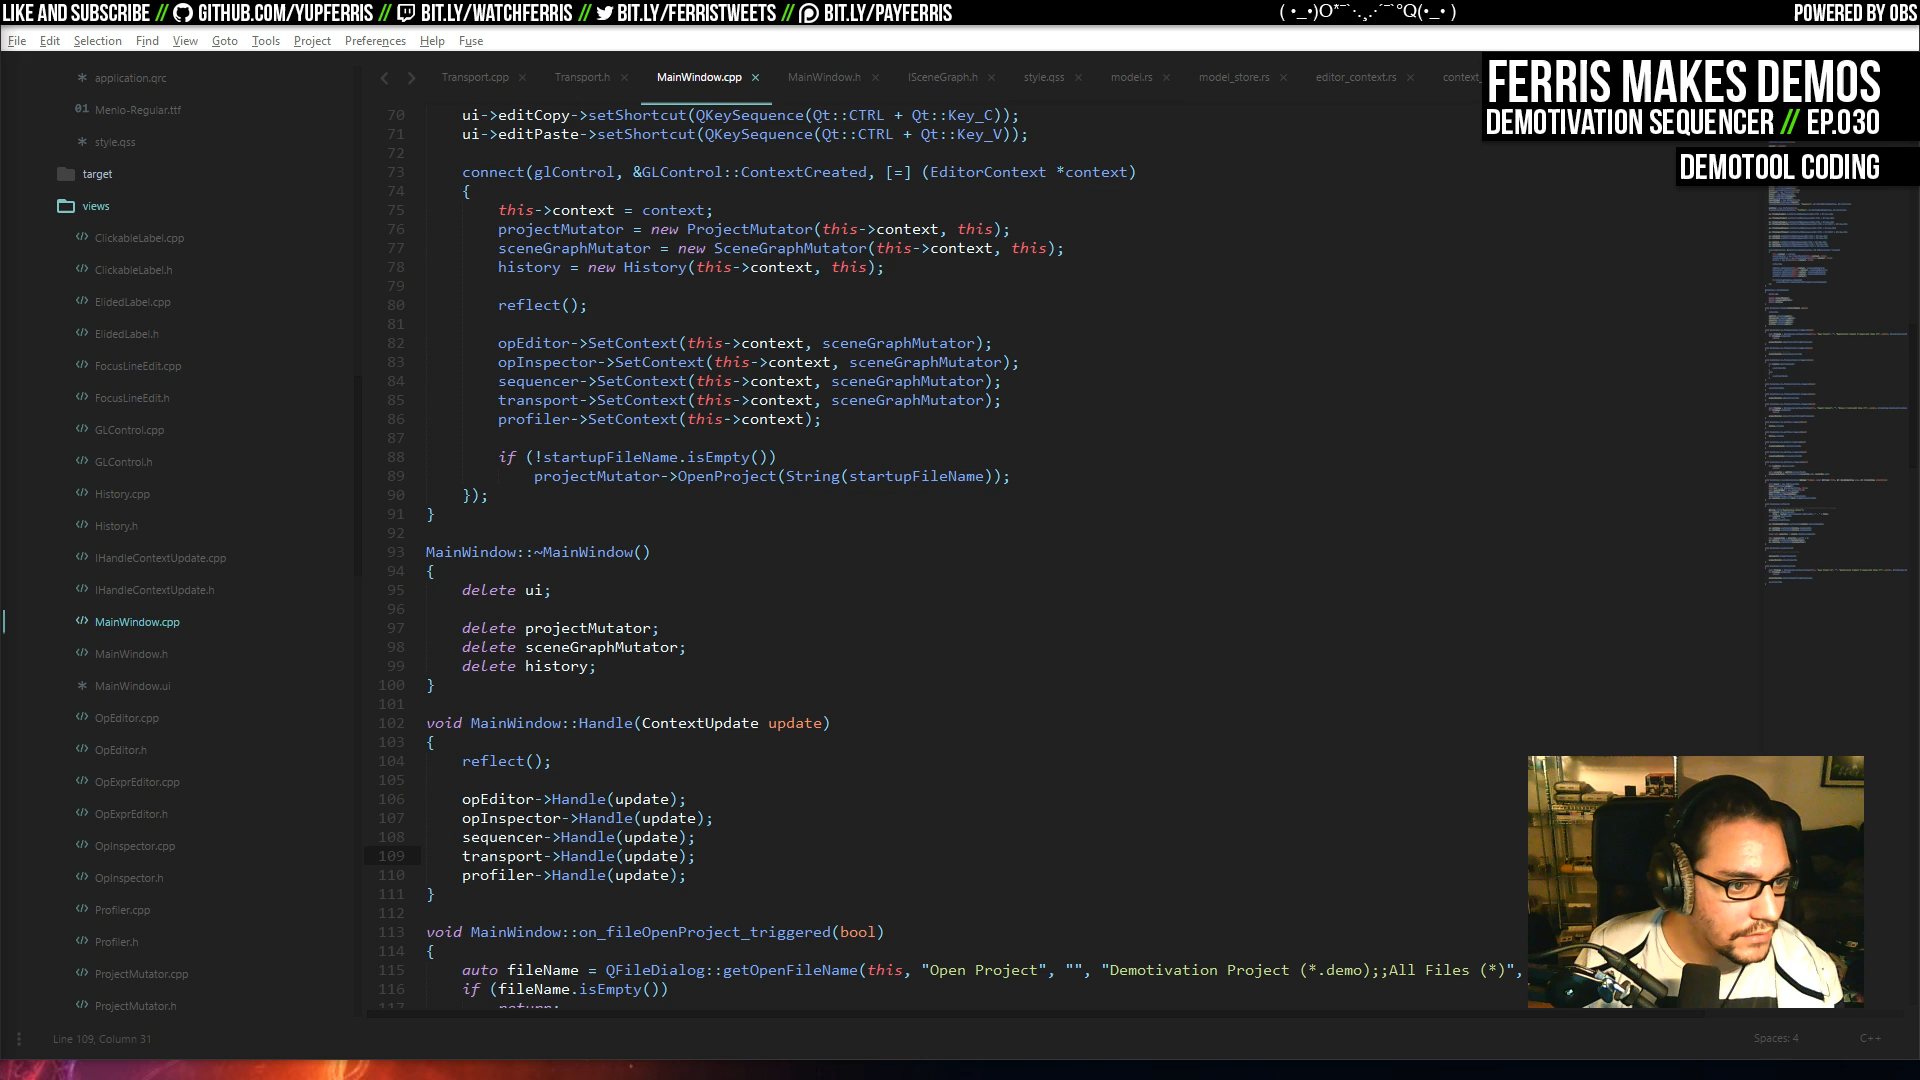 LIKE AND SUBSCRIBE // GITHUB.COM/YUPFERRIS // BIT.LY/WATCHFERRIS // BIT.LY/FERRISTWEETS // BIT.LY/PAYFERRIS
POWERED BY OBS
File Edit Selection Find View Goto Tools Project Preferences Help Fuse
FERRIS MAKES DEMOS
DEMOTIVATION SEQUENCER // EP.030
DEMOTOOL CODING
Transport.cpp × Transport.h × MainWindow.cpp × MainWindow.h × ISceneGraph.h × style.qss × model.rs × model_store.rs × editor_context.rs × context_
application.qrc
Menio-Regular.ttf
style.qss
target
views
ClickableLabel.cpp
ClickableLabel.h
ElidedLabel.cpp
ElidedLabel.h
FocusLineEdit.cpp
FocusLineEdit.h
GLControl.cpp
GLControl.h
History.cpp
History.h
IHandleContextUpdate.cpp
IHandleContextUpdate.h
MainWindow.cpp
MainWindow.h
MainWindow.ui
OpEditor.cpp
OpEditor.h
OpExprEditor.cpp
OpExprEditor.h
OpInspector.cpp
OpInspector.h
Profiler.cpp
Profiler.h
ProjectMutator.cpp
ProjectMutator.h
70 ui->editCopy->setShortcut(QKeySequence(Qt::CTRL + Qt::Key_C));
71 ui->editPaste->setShortcut(QKeySequence(Qt::CTRL + Qt::Key_V));
72
73 connect(glControl, &GLControl::ContextCreated, [=] (EditorContext *context)
74 {
75 this->context = context;
76 projectMutator = new ProjectMutator(this->context, this);
77 sceneGraphMutator = new SceneGraphMutator(this->context, this);
78 history = new History(this->context, this);
79
80 reflect();
81
82 opEditor->SetContext(this->context, sceneGraphMutator);
83 opInspector->SetContext(this->context, sceneGraphMutator);
84 sequencer->SetContext(this->context, sceneGraphMutator);
85 transport->SetContext(this->context, sceneGraphMutator);
86 profiler->SetContext(this->context);
87
88 if (!startupFileName.isEmpty())
89 projectMutator->OpenProject(String(startupFileName));
90 });
91 }
92
93 MainWindow::~MainWindow()
94 {
95 delete ui;
96
97 delete projectMutator;
98 delete sceneGraphMutator;
99 delete history;
100 }
101
102 void MainWindow::Handle(ContextUpdate update)
103 {
104 reflect();
105
106 opEditor->Handle(update);
107 opInspector->Handle(update);
108 sequencer->Handle(update);
109 transport->Handle(update);
110 profiler->Handle(update);
111 }
112
113 void MainWindow::on_fileOpenProject_triggered(bool)
114 {
115 auto fileName = QFileDialog::getOpenFileName(this, "Open Project", "", "Demotivation Project (*.demo);;All Files (*)",
116 if (fileName.isEmpty())
117 return;
Line 109, Column 31
Spaces: 4
C++